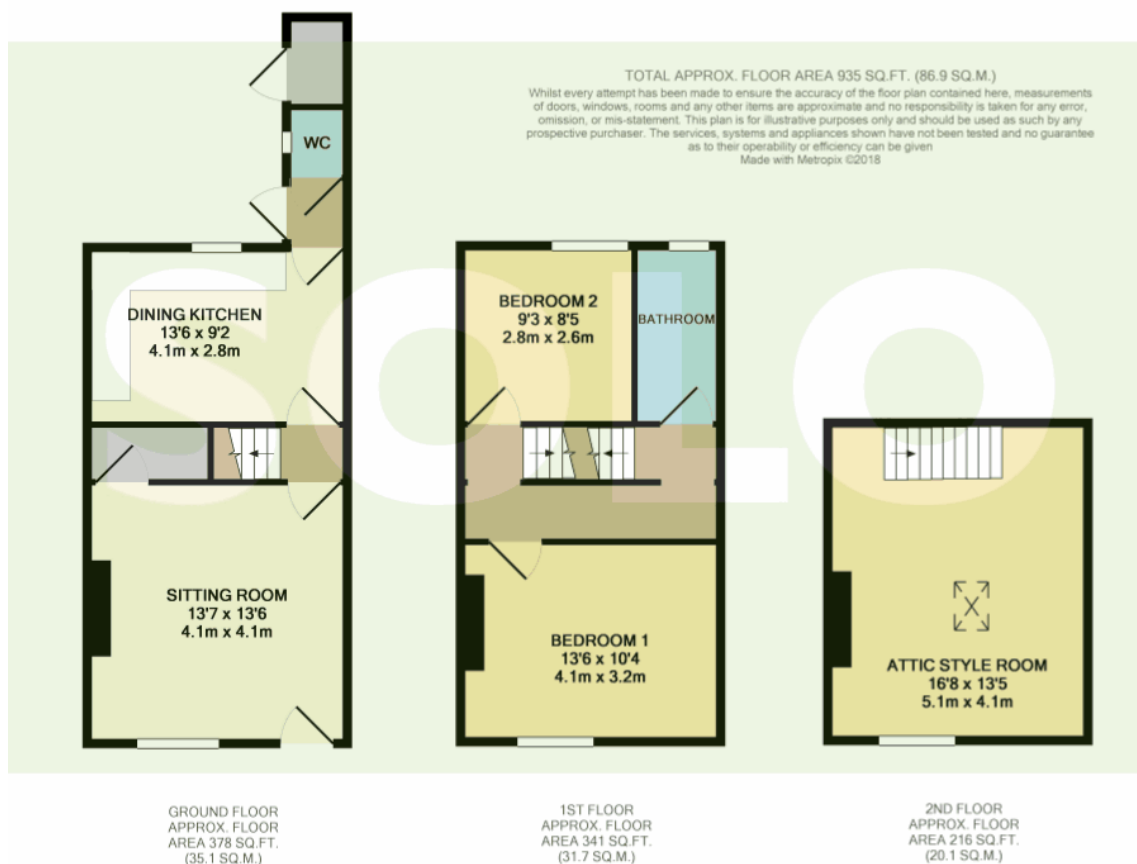 TOTAL APPROX. FLOOR AREA 935 SQ.FT. (86.9 SQ.M.)
Whilst every attempt has been made to ensure the accuracy of the floor plan contained here, measurements
of doors, windows, rooms and any other items are approximate and no responsibility is taken for any error,
omission, or mis-statement. This plan is for illustrative purposes only and should be used as such by any
prospective purchaser. The services, systems and appliances shown have not been tested and no guarantee
as to their operability or efficiency can be given
Made with Metropix ©2018
WC
DINING KITCHEN
13'6 x 9'2
4.1m x 2.8m
SITTING ROOM
13'7 x 13'6
4.1m x 4.1m
BEDROOM 2
9'3 x 8'5
2.8m x 2.6m
BATHROOM
BEDROOM 1
13'6 x 10'4
4.1m x 3.2m
ATTIC STYLE ROOM
16'8 x 13'5
5.1m x 4.1m
SOLO
GROUND FLOOR
APPROX. FLOOR
AREA 378 SQ.FT.
(35.1 SQ.M.)
1ST FLOOR
APPROX. FLOOR
AREA 341 SQ.FT.
(31.7 SQ.M.)
2ND FLOOR
APPROX. FLOOR
AREA 216 SQ.FT.
(20.1 SQ.M.)